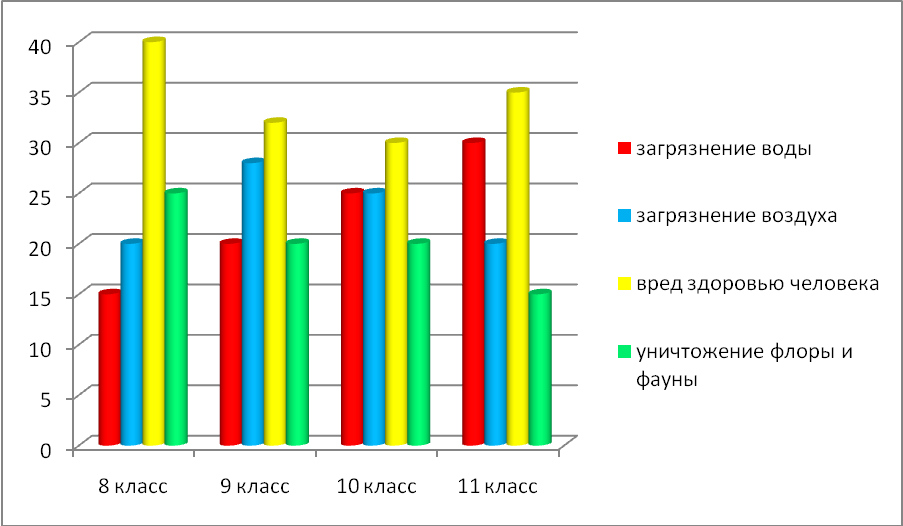 40
35
30
25
20
15
10
5
0
8 класс
9 класс
10 класс
11 класс
загрязнение воды
загрязнение воздуха
вред здоровью человека
уничтожение флоры и
фауны